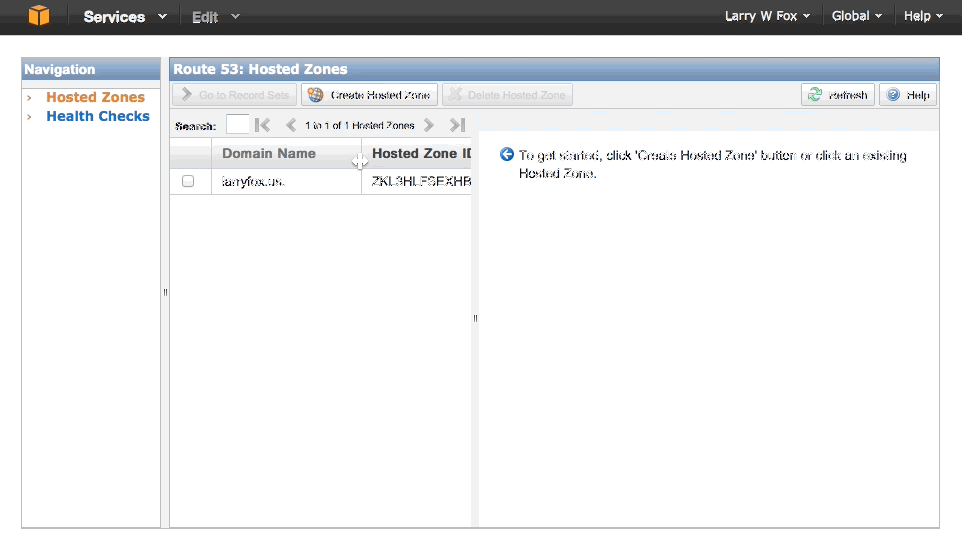 Services Edit Larry W Fox Global Help
Navigation
Hosted Zones
Health Checks
Route 53: Hosted Zones
Go to Record Sets Create Hosted Zone Delete Hosted Zone Refresh Help
Search: 1 to 1 of 1 Hosted Zones
Domain Name Hosted Zone ID
larryfox.us.
To get started, click 'Create Hosted Zone' button or click an existing
Hosted Zone.